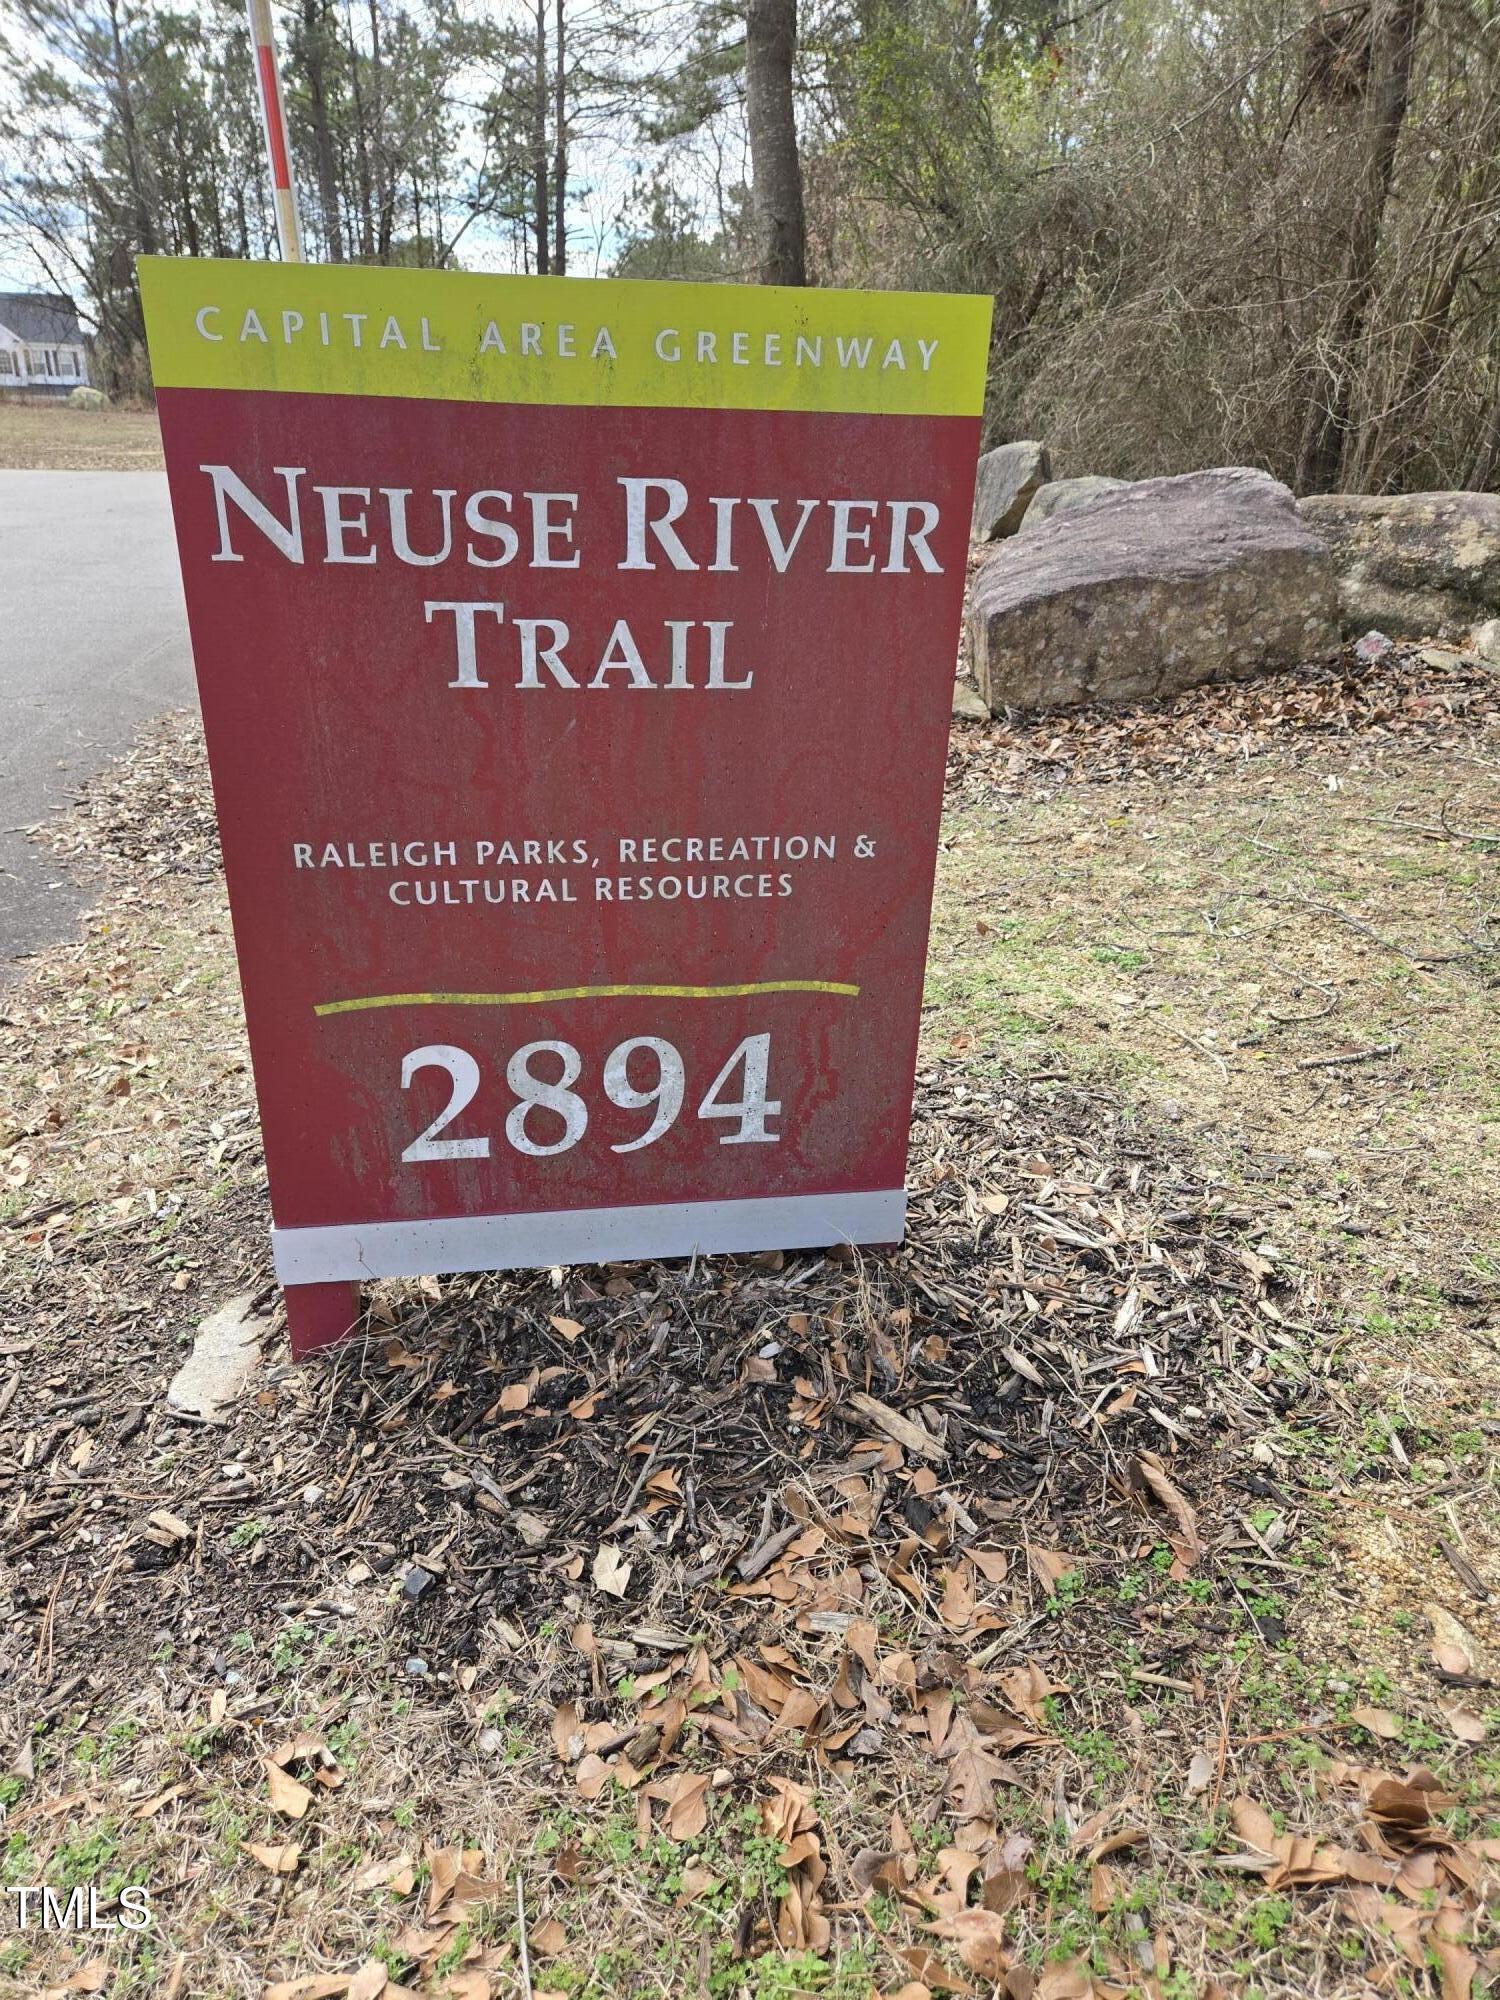 CAPITAL AREA GREENWAY
NEUSE RIVER
TRAIL
RALEIGH PARKS, RECREATION &
CULTURAL RESOURCES
2894
TMLS